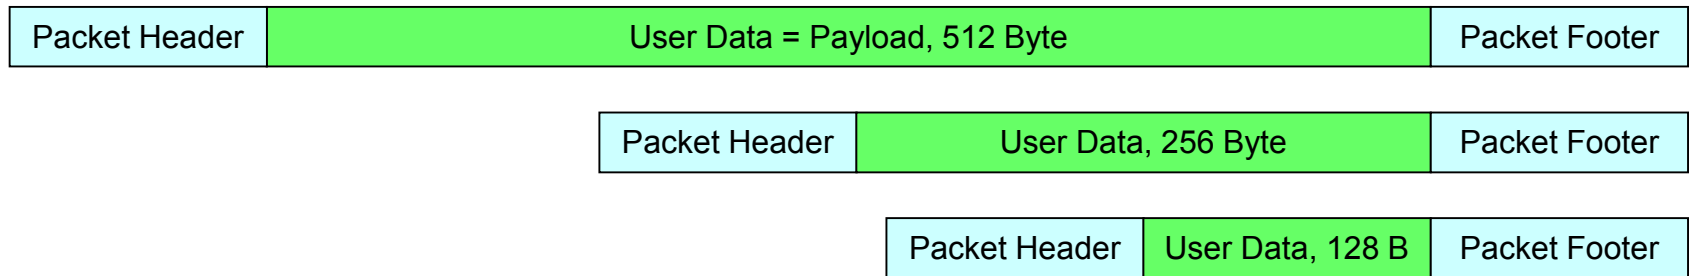 Packet Header User Data = Payload, 512 Byte Packet Footer
Packet Header User Data, 256 Byte Packet Footer
Packet Header User Data, 128 B Packet Footer